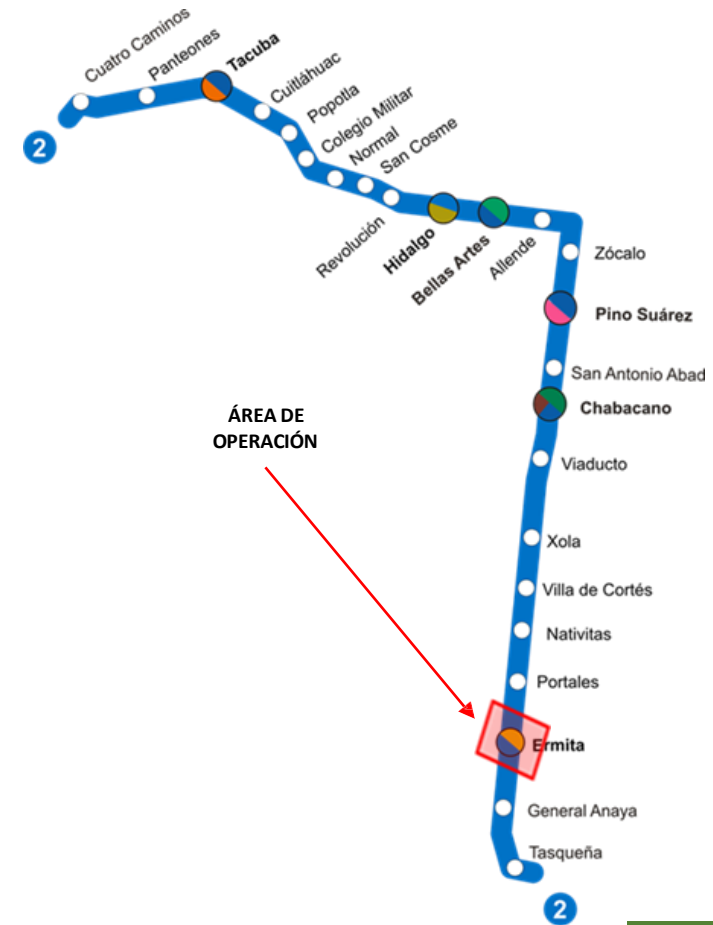 Cuatro Caminos
Panteones
Tacuba
Cuitláhuac
Popotla
Colegio Militar
Normal
San Cosme
2
Revolución
Hidalgo
Bellas Artes
Allende
Zócalo
Pino Suárez
San Antonio Abad
Chabacano
ÁREA DE
OPERACIÓN
Viaducto
Xola
Villa de Cortés
Nativitas
Portales
Ermita
General Anaya
Tasqueña
2